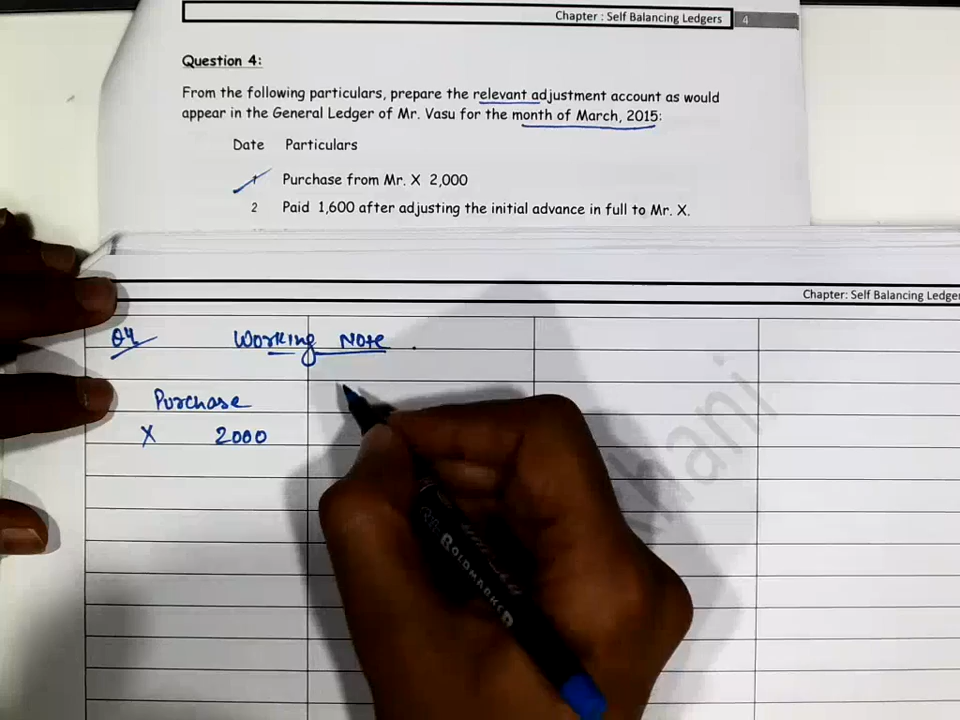 Chapter : Self Balancing Ledgers 4
Question 4:
From the following particulars, prepare the relevant adjustment account as would
appear in the General Ledger of Mr. Vasu for the month of March, 2015:
Date Particulars
1 Purchase from Mr. X 2,000
2 Paid 1,600 after adjusting the initial advance in full to Mr. X.
Chapter: Self Balancing Ledger
Q4 Working Note
Purchase
X 2000
GOLDMARKER